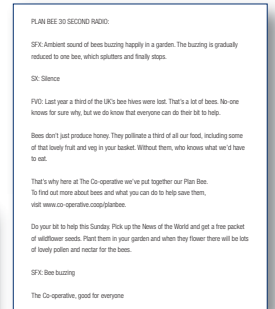 PLAN BEE 30 SECOND RADIO:
SFX: Ambient sound of bees buzzing happily in a garden. The buzzing is gradually
reduced to one bee, which splutters and finally stops.
SX: Silence
FVO: Last year a third of the UK's bee hives were lost. That's a lot of bees. No-one
knows for sure why, but we do know that everyone can do their bit to help.
Bees don't just produce honey. They pollinate a third of all our food, including some
of that lovely fruit and veg in your basket. Without them, who knows what we'd have
to eat.
That's why here at The Co-operative we've put together our Plan Bee.
To find out more about bees and what you can do to help save them,
visit www.co-operative.coop/planbee.
Do your bit to help this Sunday. Pick up the News of the World and get a free packet
of wildflower seeds. Plant them in your garden and when they flower there will be lots
of lovely pollen and nectar for the bees.
SFX: Bee buzzing
The Co-operative, good for everyone